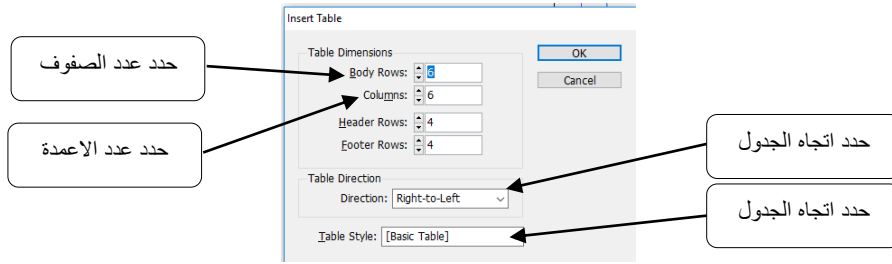 Insert Table
Table Dimensions
Body Rows: 6
Columns: 6
Header Rows: 4
Footer Rows: 4
OK
Cancel
Table Direction
Direction: Right-to-Left
Table Style: [Basic Table]
حدد عدد الصفوف
حدد عدد الاعمدة
حدد اتجاه الجدول
حدد اتجاه الجدول